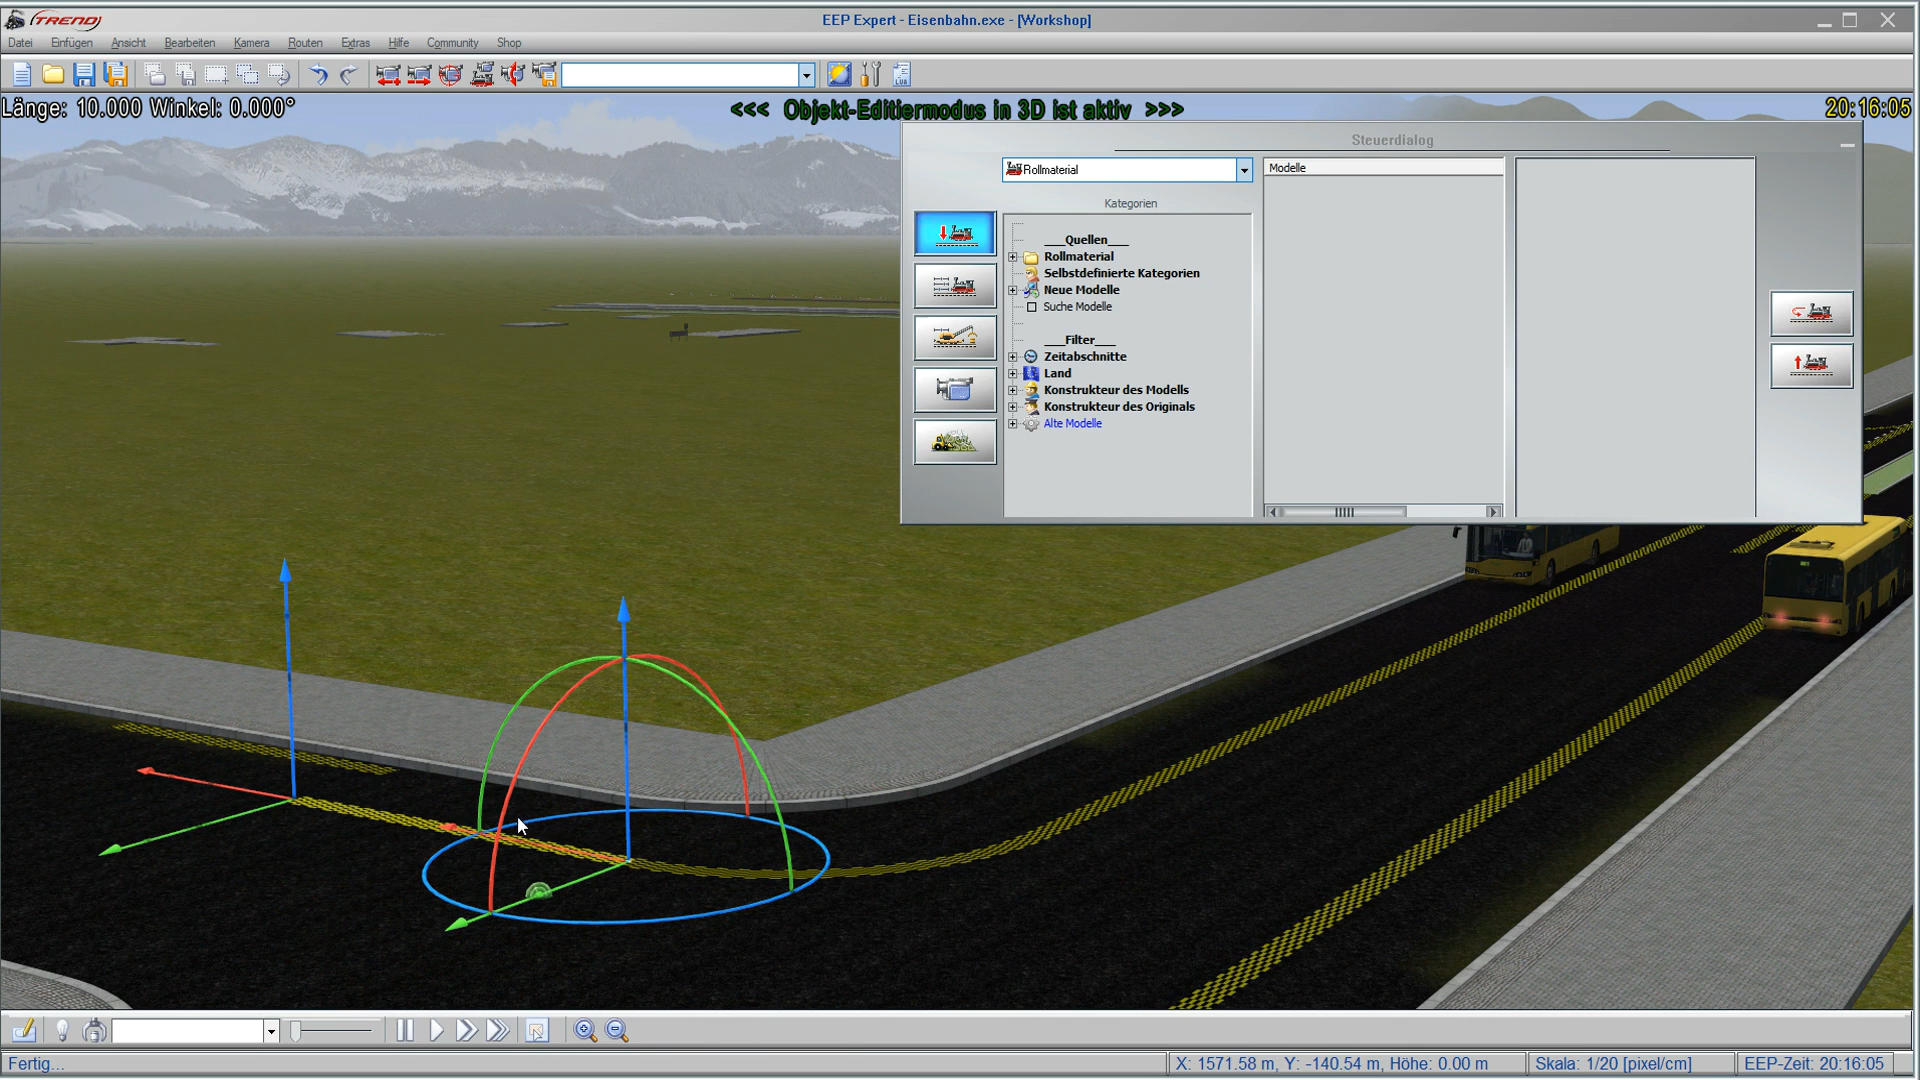 TREND
EEP Expert - Eisenbahn.exe - [Workshop]
Datei Einfügen Ansicht Bearbeiten Kamera Routen Extras Hilfe Community Shop
LUA
Länge: 10.000 Winkel: 0.000°
<<< Objekt-Editiermodus in 3D ist aktiv >>>
20:16:05
Steuerdialog
Rollmaterial
Modelle
Kategorien
___Quellen___
Rollmaterial
Selbstdefinierte Kategorien
Neue Modelle
Suche Modelle
___Filter___
Zeitabschnitte
Land
Konstrukteur des Modells
Konstrukteur des Originals
Alte Modelle
Fertig...
X: 1571.58 m, Y: -140.54 m, Höhe: 0.00 m
Skala: 1/20 [pixel/cm]
EEP-Zeit: 20:16:05